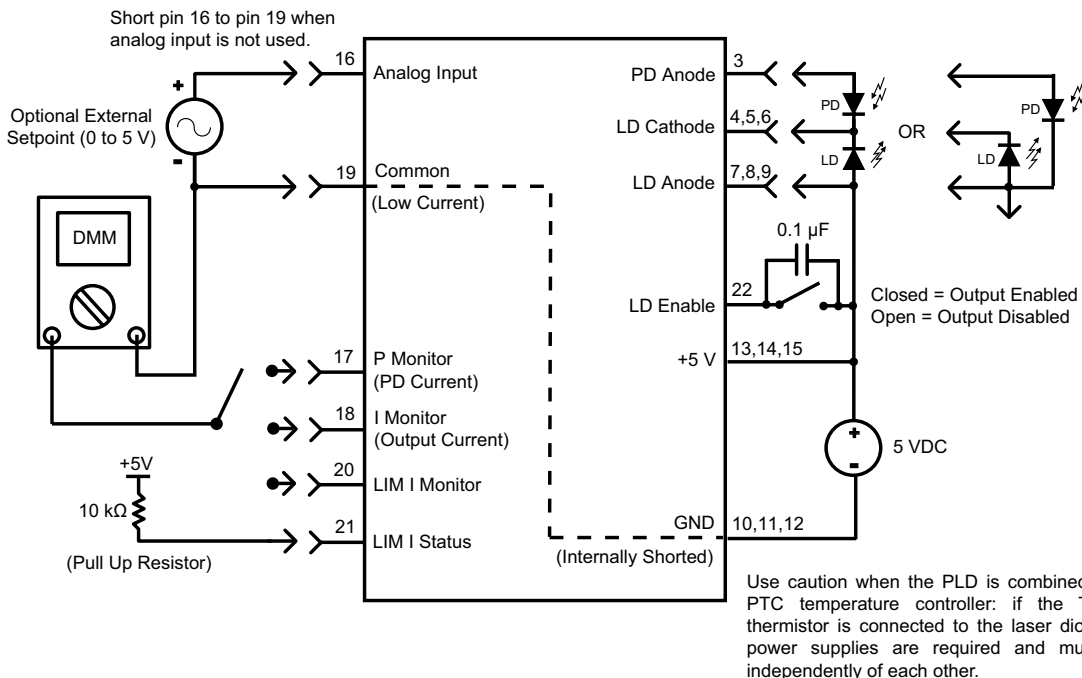 Short pin 16 to pin 19 when
analog input is not used.
16
Analog Input
+
Optional External
Setpoint (0 to 5 V)
-
19
Common
(Low Current)
DMM
17
P Monitor
(PD Current)
18
I Monitor
(Output Current)
20
LIM I Monitor
+5V
10 kΩ
21
LIM I Status
(Pull Up Resistor)
3
PD Anode
PD
4,5,6
LD Cathode
LD
7,8,9
LD Anode
OR
PD
LD
0.1 µF
22
LD Enable
Closed = Output Enabled
Open = Output Disabled
+5 V
13,14,15
+
5 VDC
-
GND
10,11,12
(Internally Shorted)
Use caution when the PLD is combined
PTC temperature controller: if the T
thermistor is connected to the laser dio
power supplies are required and mu
independently of each other.